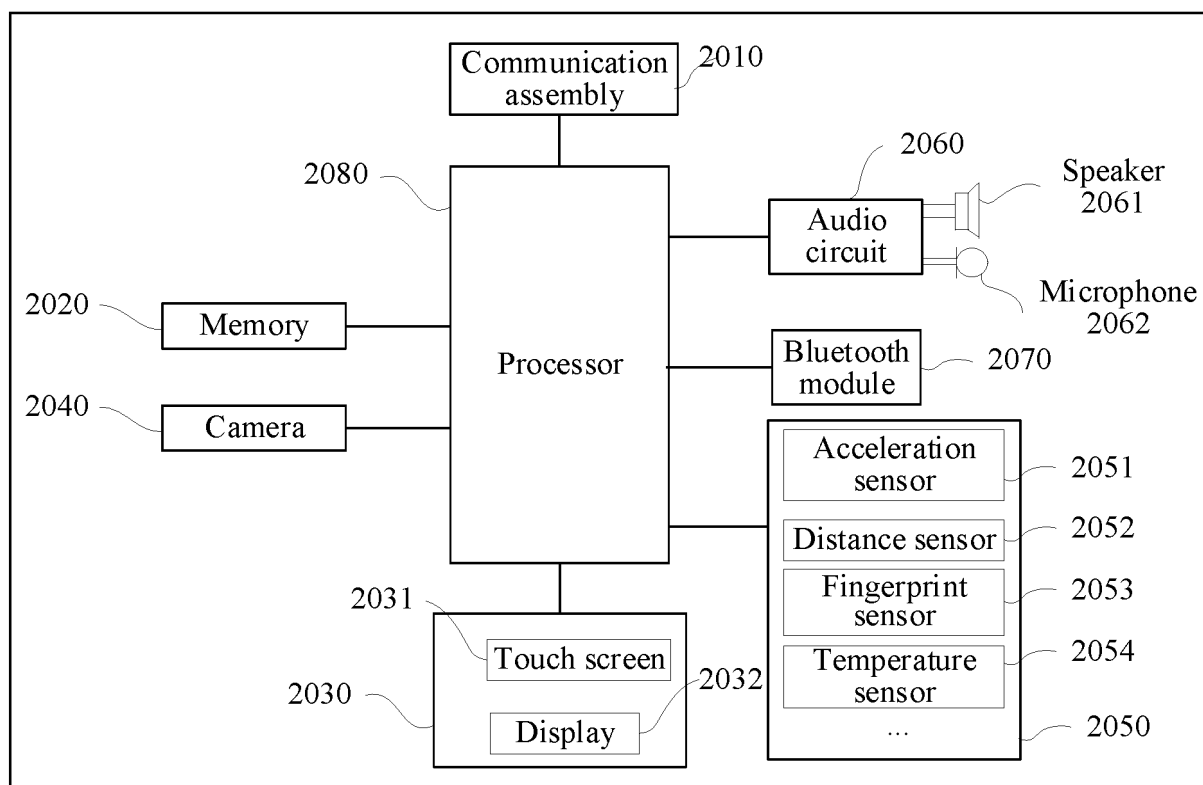 Communication
assembly
2010
2080
2060
Speaker
2061
Audio
circuit
Microphone
2062
2020
Memory
Processor
Bluetooth
module
2070
2040
Camera
Acceleration
sensor
2051
Distance sensor
2052
Fingerprint
sensor
2053
Temperature
sensor
2054
...
2050
2031
Touch screen
2032
2030
Display